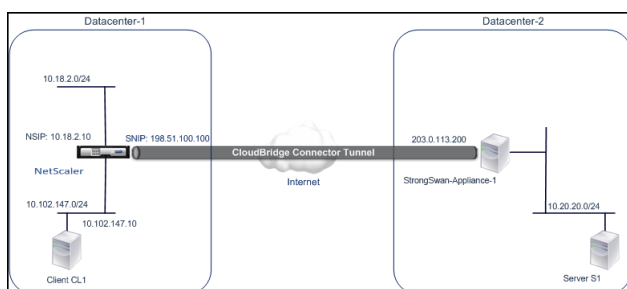 Datacenter-1
Datacenter-2
10.18.2.0/24
NSIP: 10.18.2.10
SNIP: 198.51.100.100
203.0.113.200
CloudBridge Connector Tunnel
NetScaler
Internet
StrongSwan-Appliance-1
10.102.147.0/24
10.102.147.10
10.20.20.0/24
Client CL1
Server S1